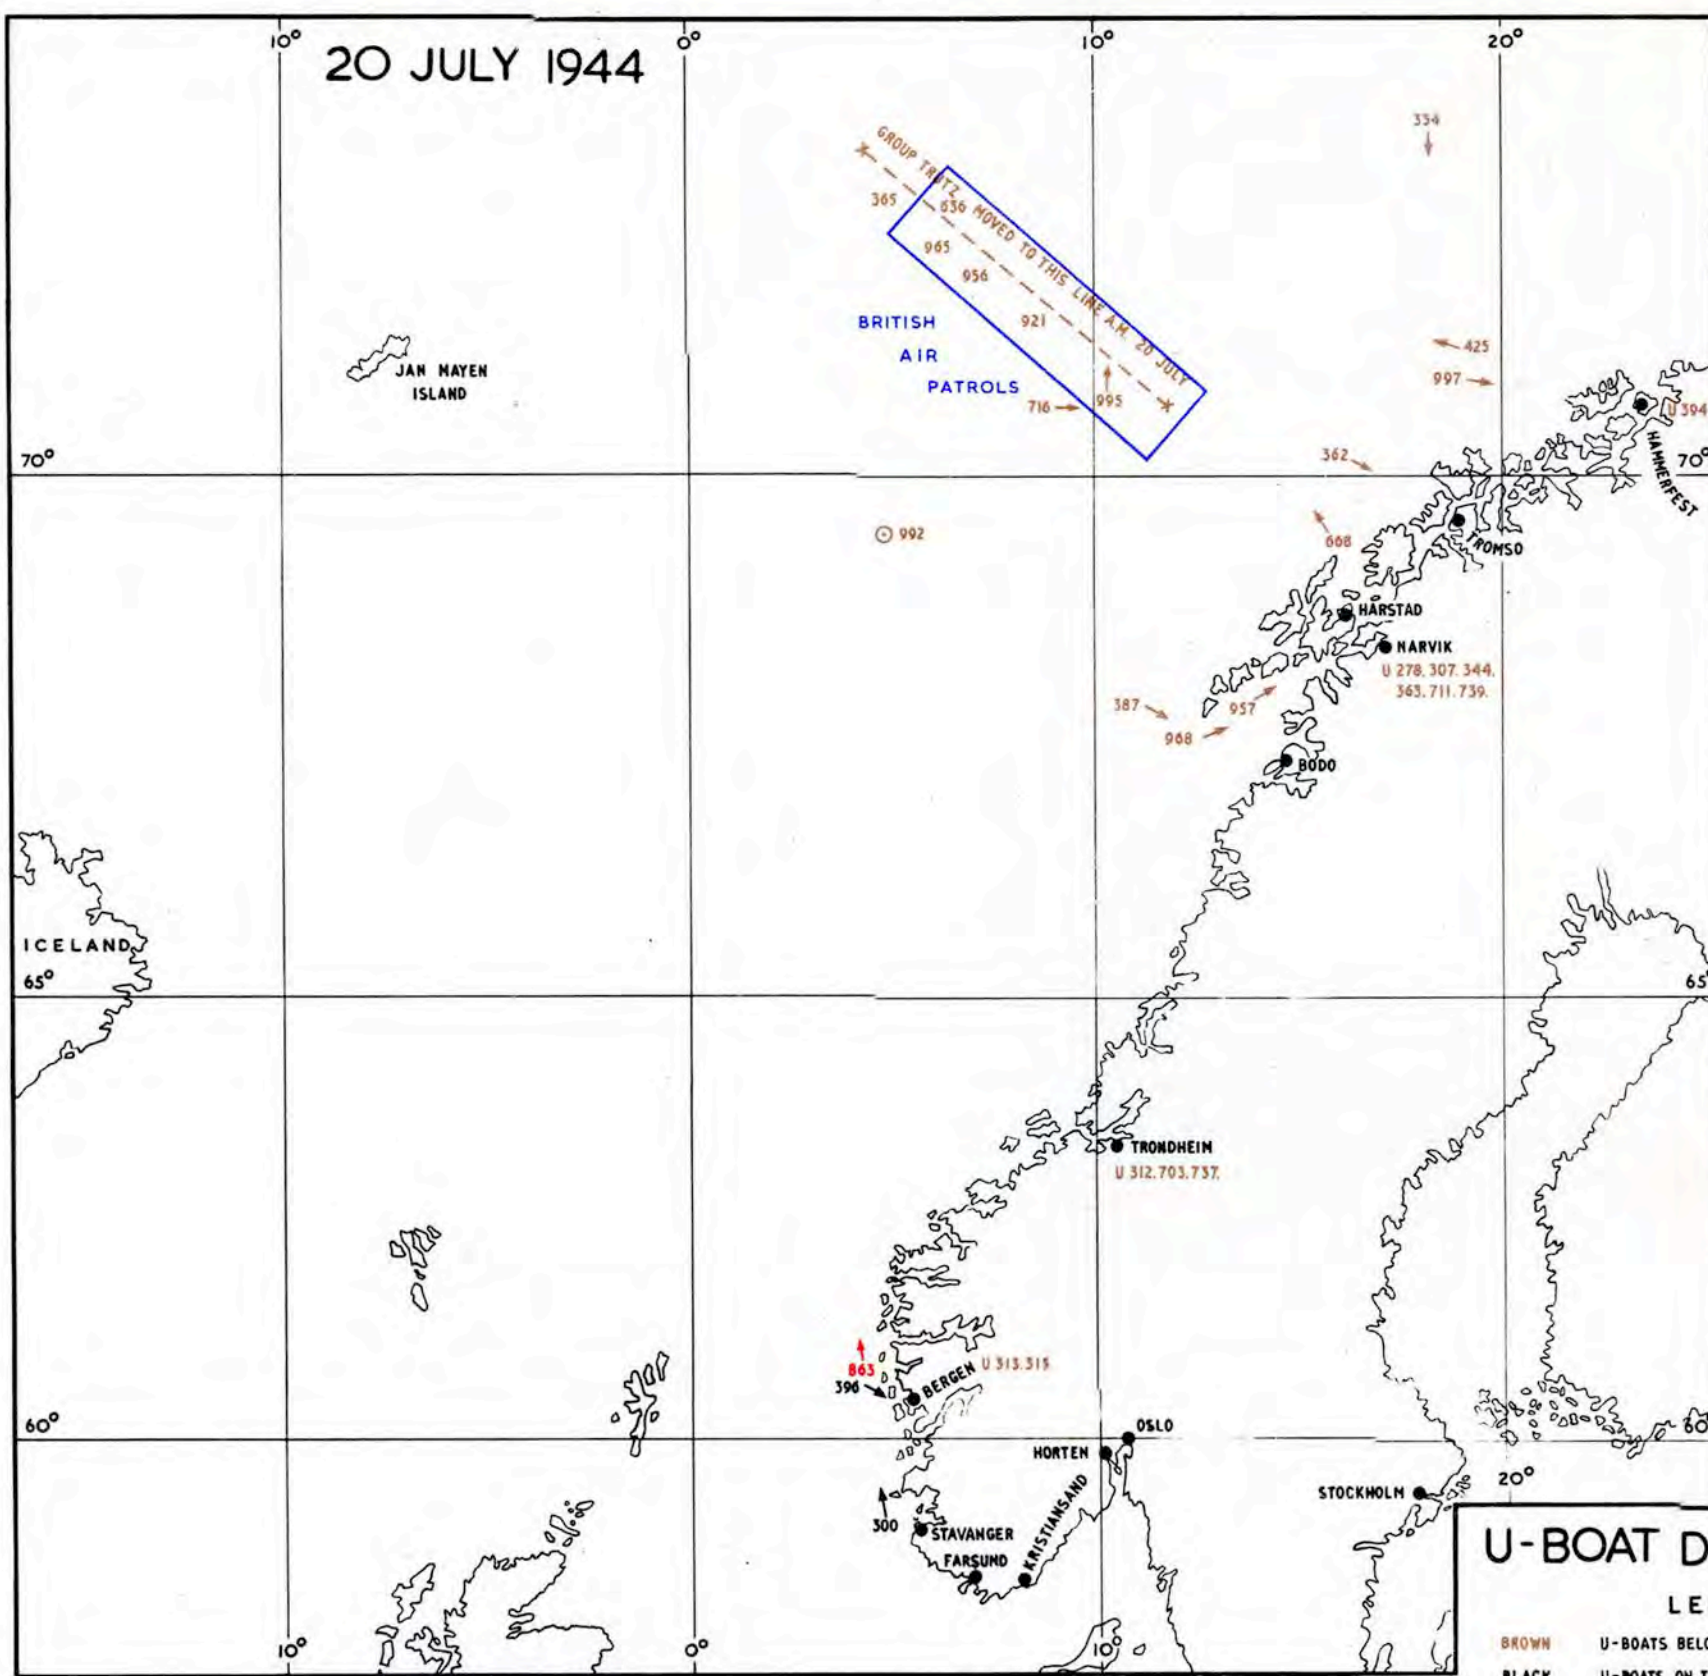 10°
0°
10°
20°
20 JULY 1944
334
GROUP TRUTZ MOVED TO THIS LINE A.M. 20 JULY
365
636
965
956
921
BRITISH
AIR
PATROLS
716
995
425
997
U 394
HAMMERFEST
JAN MAYEN
ISLAND
70°
70°
362
992
668
TROMSO
HARSTAD
NARVIK
U 278.307.344.
363.711.739.
387
957
968
BODO
ICELAND
65°
65
TRONDHEIM
U 312.703.737.
863
396
BERGEN
U 313.315
60°
60
OSLO
HORTEN
KRISTIANSAND
STOCKHOLM
20°
300
STAVANGER
FARSUND
U-BOAT D
LE
BROWN
U-BOATS BELO
10°
0°
10°